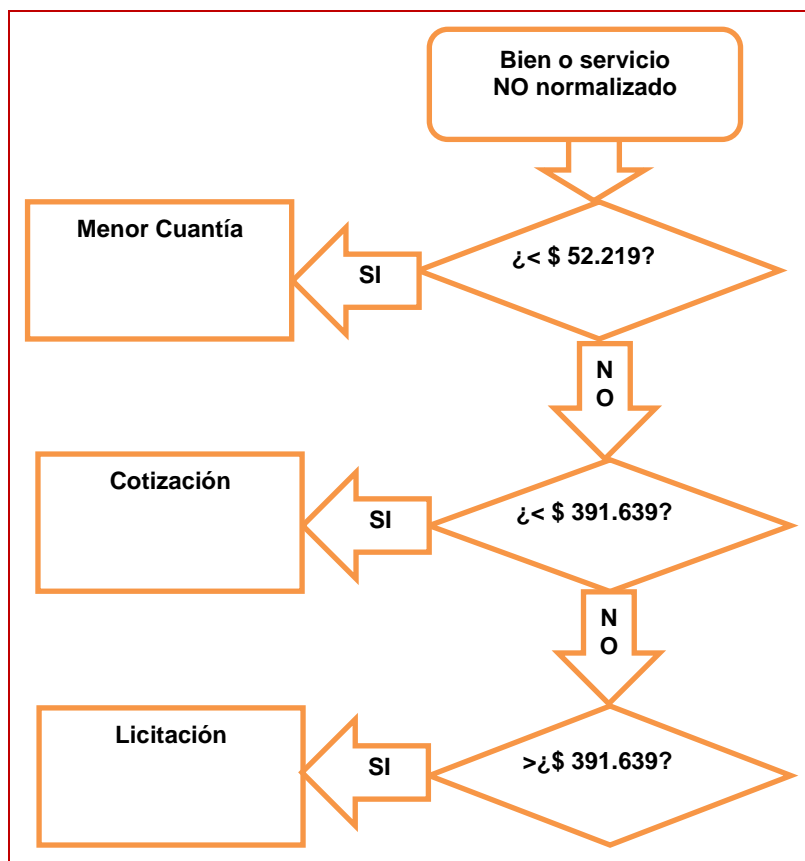 Bien o servicio
NO normalizado
Menor Cuantía
SI
¿< $ 52.219?
N
O
Cotización
SI
¿< $ 391.639?
N
O
Licitación
SI
>¿$ 391.639?